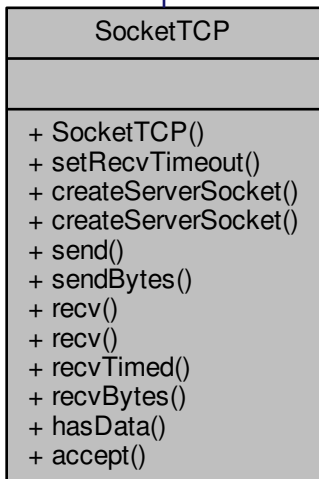 SocketTCP
+ SocketTCP()
+ setRecvTimeout()
+ createServerSocket()
+ createServerSocket()
+ send()
+ sendBytes()
+ recv()
+ recv()
+ recvTimed()
+ recvBytes()
+ hasData()
+ accept()